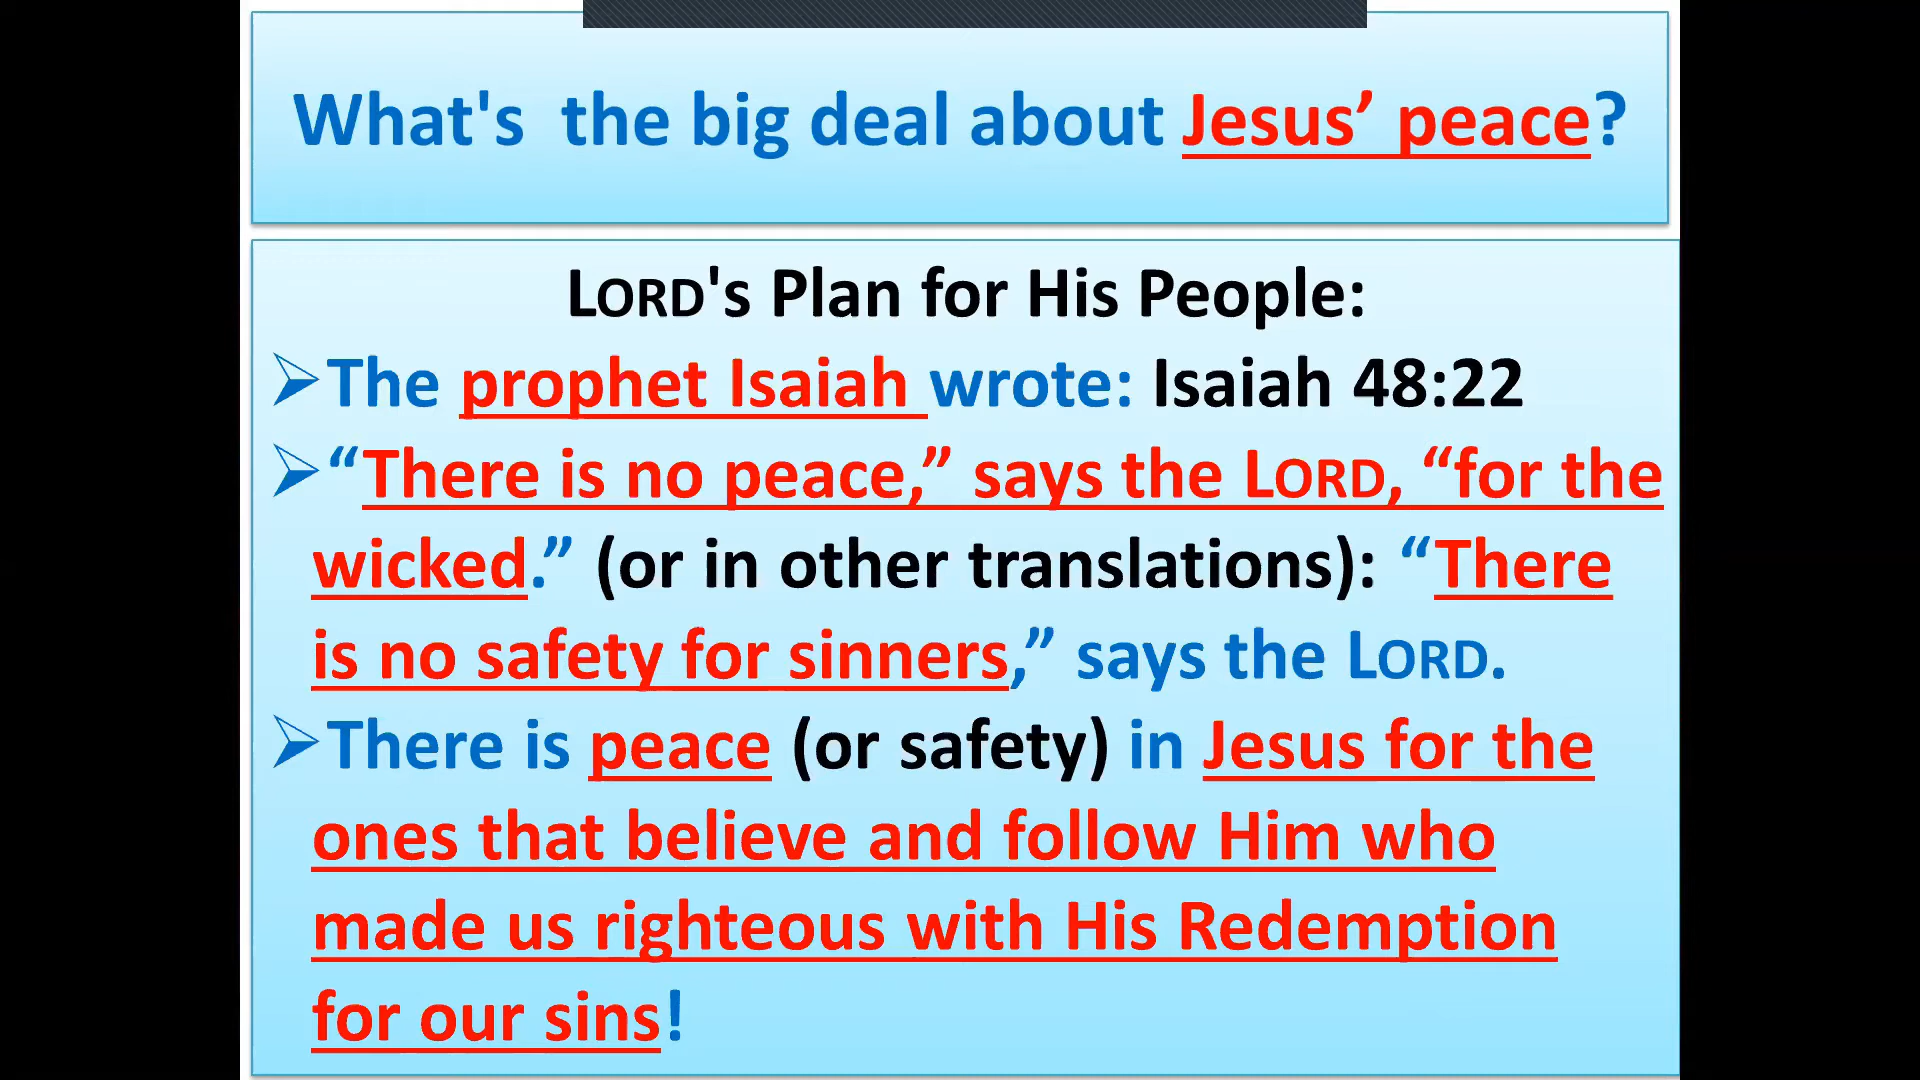 What's  the big deal about Jesus’ peace?
LORD's Plan for His People:
➢The prophet Isaiah wrote: Isaiah 48:22
➢“There is no peace,” says the LORD, “for the
wicked.” (or in other translations): “There
is no safety for sinners,” says the LORD.
➢There is peace (or safety) in Jesus for the
ones that believe and follow Him who
made us righteous with His Redemption
for our sins!